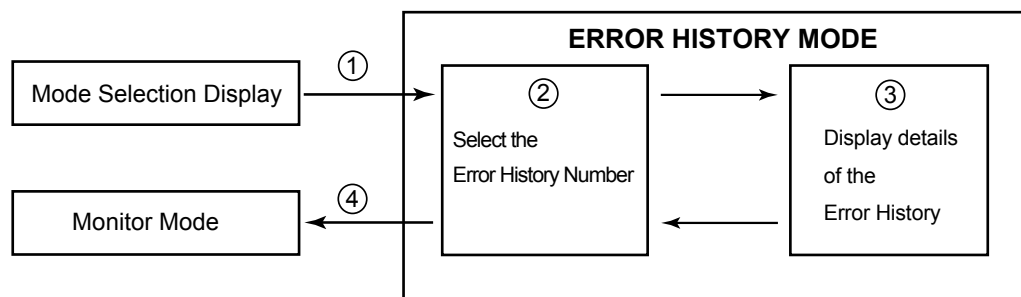 ERROR HISTORY MODE
①
Mode Selection Display
②
Select the
Error History Number
③
Display details
of the
Error History
④
Monitor Mode